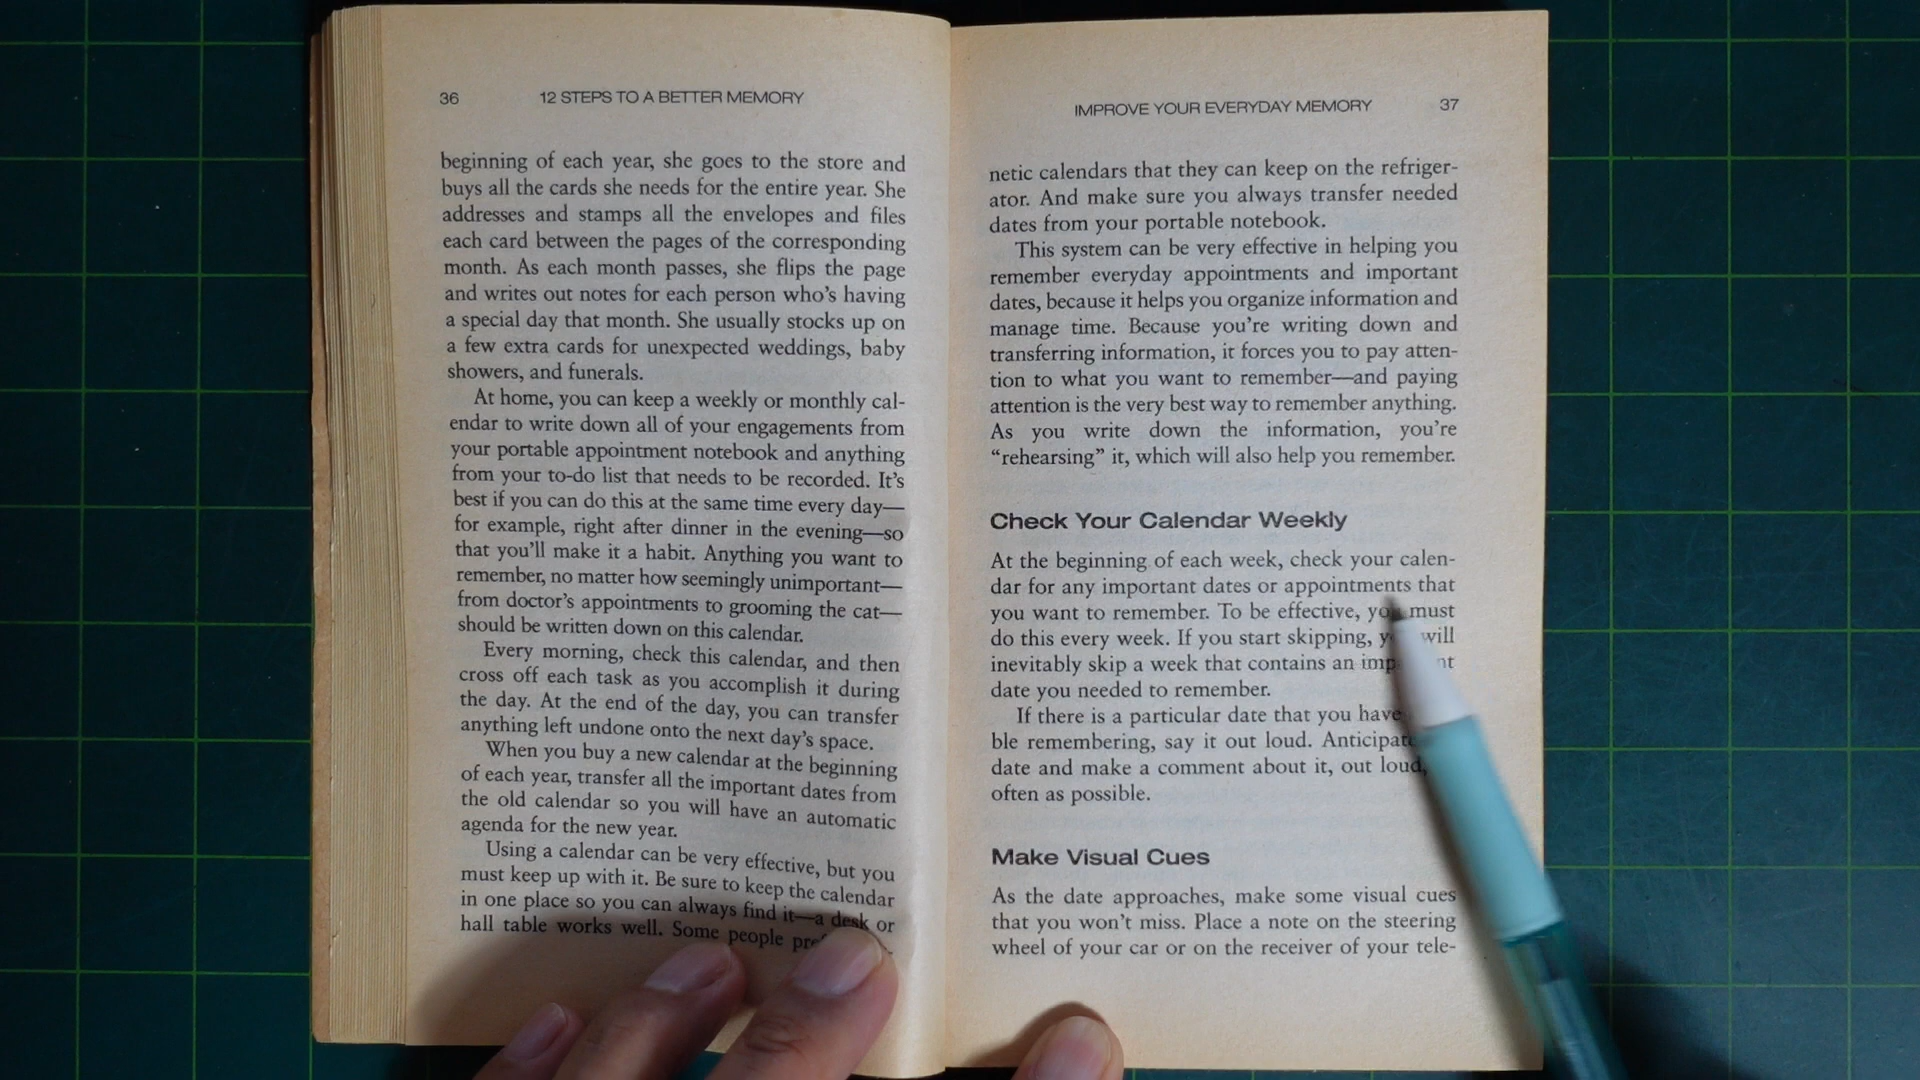 36 12 STEPS TO A BETTER MEMORY
beginning of each year, she goes to the store and
buys all the cards she needs for the entire year. She
addresses and stamps all the envelopes and files
each card between the pages of the corresponding
month. As each month passes, she flips the page
and writes out notes for each person who's having
a special day that month. She usually stocks up on
a few extra cards for unexpected weddings, baby
showers, and funerals.
At home, you can keep a weekly or monthly cal-
endar to write down all of your engagements from
your portable appointment notebook and anything
from your to-do list that needs to be recorded. It's
best if you can do this at the same time every day—
for example, right after dinner in the evening—so
that you'll make it a habit. Anything you want to
remember, no matter how seemingly unimportant—
from doctor's appointments to grooming the cat—
should be written down on this calendar.
Every morning, check this calendar, and then
cross off each task as you accomplish it during
the day. At the end of the day, you can transfer
anything left undone onto the next day's space.
When you buy a new calendar at the beginning
of each year, transfer all the important dates from
the old calendar so you will have an automatic
agenda for the new year.
Using a calendar can be very effective, but you
must keep up with it. Be sure to keep the calendar
in one place so you can always find it—a desk or
hall table works well. Some people
IMPROVE YOUR EVERYDAY MEMORY 37
netic calendars that they can keep on the refriger-
ator. And make sure you always transfer needed
dates from your portable notebook.
This system can be very effective in helping you
remember everyday appointments and important
dates, because it helps you organize information and
manage time. Because you're writing down and
transferring information, it forces you to pay atten-
tion to what you want to remember—and paying
attention is the very best way to remember anything.
As you write down the information, you're
"rehearsing" it, which will also help you remember.
Check Your Calendar Weekly
At the beginning of each week, check your calen-
dar for any important dates or appointments that
you want to remember. To be effective, you must
do this every week. If you start skipping, will
inevitably skip a week that contains an
date you needed to remember.
If there is a particular date that you have
ble remembering, say it out loud.
date and make a comment about it, out loud,
often as possible.
Make Visual Cues
As the date approaches, make some visual cues
that you won't miss. Place a note on the steering
wheel of your car or on the receiver of your tele-